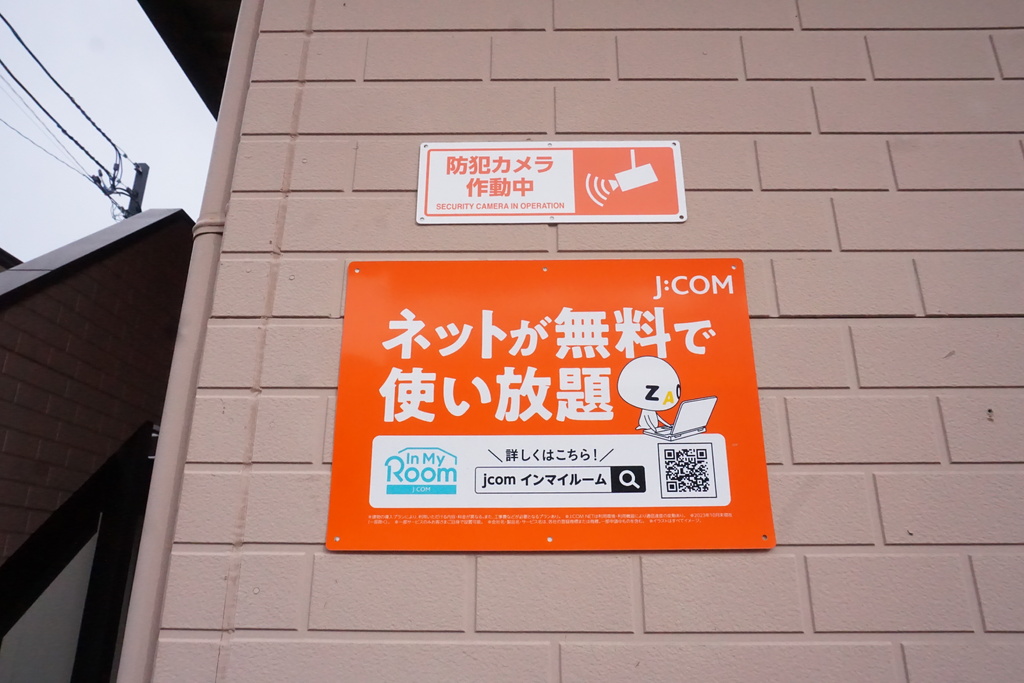 防犯カメラ
作動中
SECURITY CAMERA IN OPERATION
J:COM
ネットが無料で
使い放題
ZAQ
In My
Room
J:COM
＼詳しくはこちら！／
jcom インマイルーム